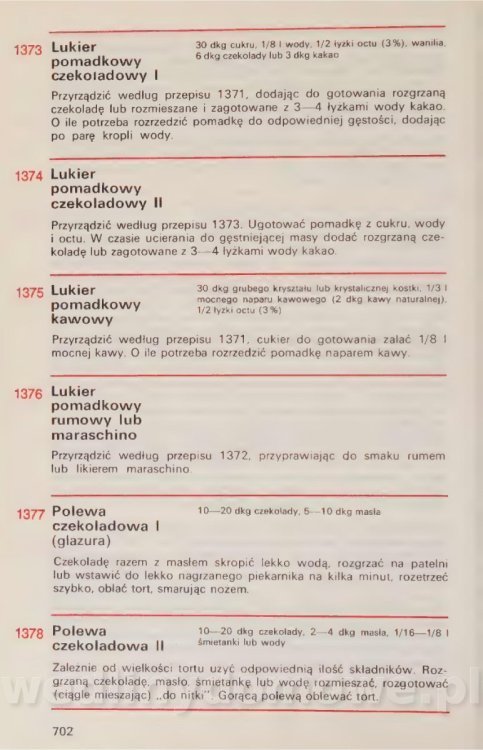 1373 Lukier
pomadkowy
czekoladowy I
30 dkg cukru, 1/8 l wody, 1/2 łyżki octu (3%), wanilia,
6 dkg czekolady lub 3 dkg kakao
Przyrządzić według przepisu 1371, dodając do gotowania rozgrzaną
czekoladę lub rozmieszane i zagotowane z 3—4 łyżkami wody kakao.
O ile potrzeba rozrzedzić pomadkę do odpowiedniej gęstości, dodając
po parę kropli wody.
1374 Lukier
pomadkowy
czekoladowy II
Przyrządzić według przepisu 1373. Ugotować pomadkę z cukru, wody
i octu. W czasie ucierania do gęstniejącej masy dodać rozgrzaną cze-
koladę lub zagotowane z 3—4 łyżkami wody kakao.
1375 Lukier
pomadkowy
kawowy
30 dkg grubego kryształu lub krystalicznej kostki, 1/3 l
mocnego naparu kawowego (2 dkg kawy naturalnej),
1/2 łyżki octu (3%)
Przyrządzić według przepisu 1371, cukier do gotowania zalać 1/8 l
mocnej kawy. O ile potrzeba rozrzedzić pomadkę naparem kawy.
1376 Lukier
pomadkowy
rumowy lub
maraschino
Przyrządzić według przepisu 1372, przyprawiając do smaku rumem
lub likierem maraschino.
1377 Polewa
czekoladowa I
(glazura)
10—20 dkg czekolady, 5—10 dkg masła
Czekoladę razem z masłem skropić lekko wodą, rozgrzać na patelni
lub wstawić do lekko nagrzanego piekarnika na kilka minut, rozetrzeć
szybko, oblać tort, smarując nożem.
1378 Polewa
czekoladowa II
10—20 dkg czekolady, 2—4 dkg masła, 1/16—1/8 l
śmietanki lub wody
Zależnie od wielkości tortu użyć odpowiednią ilość składników. Roz-
grzaną czekoladę, masło, śmietankę lub wodę rozmieszać, rozgotować
(ciągle mieszając) „do nitki". Gorącą polewą oblewać tort.
702